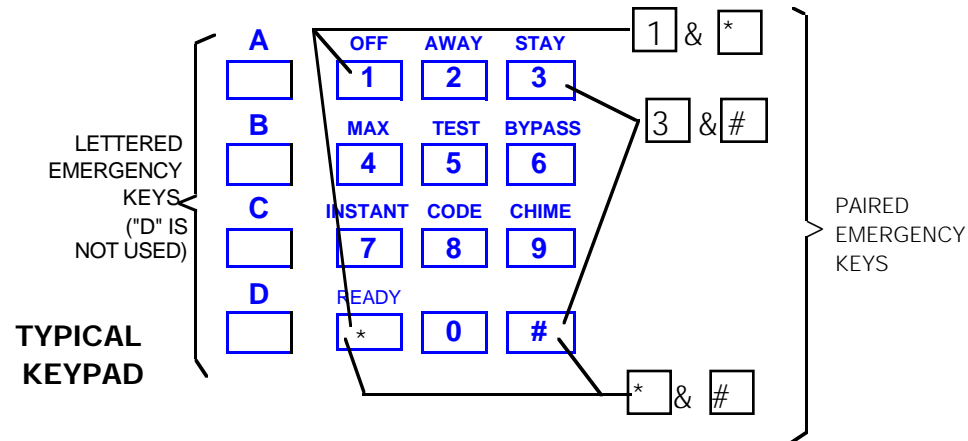 A
OFF AWAY STAY
1 2 3
1 & *
B
MAX TEST BYPASS
4 5 6
3 & #
LETTERED
EMERGENCY
KEYS
("D" IS
NOT USED)
C
INSTANT CODE CHIME
7 8 9
PAIRED
EMERGENCY
KEYS
D
READY
* 0 #
TYPICAL
KEYPAD
* & #